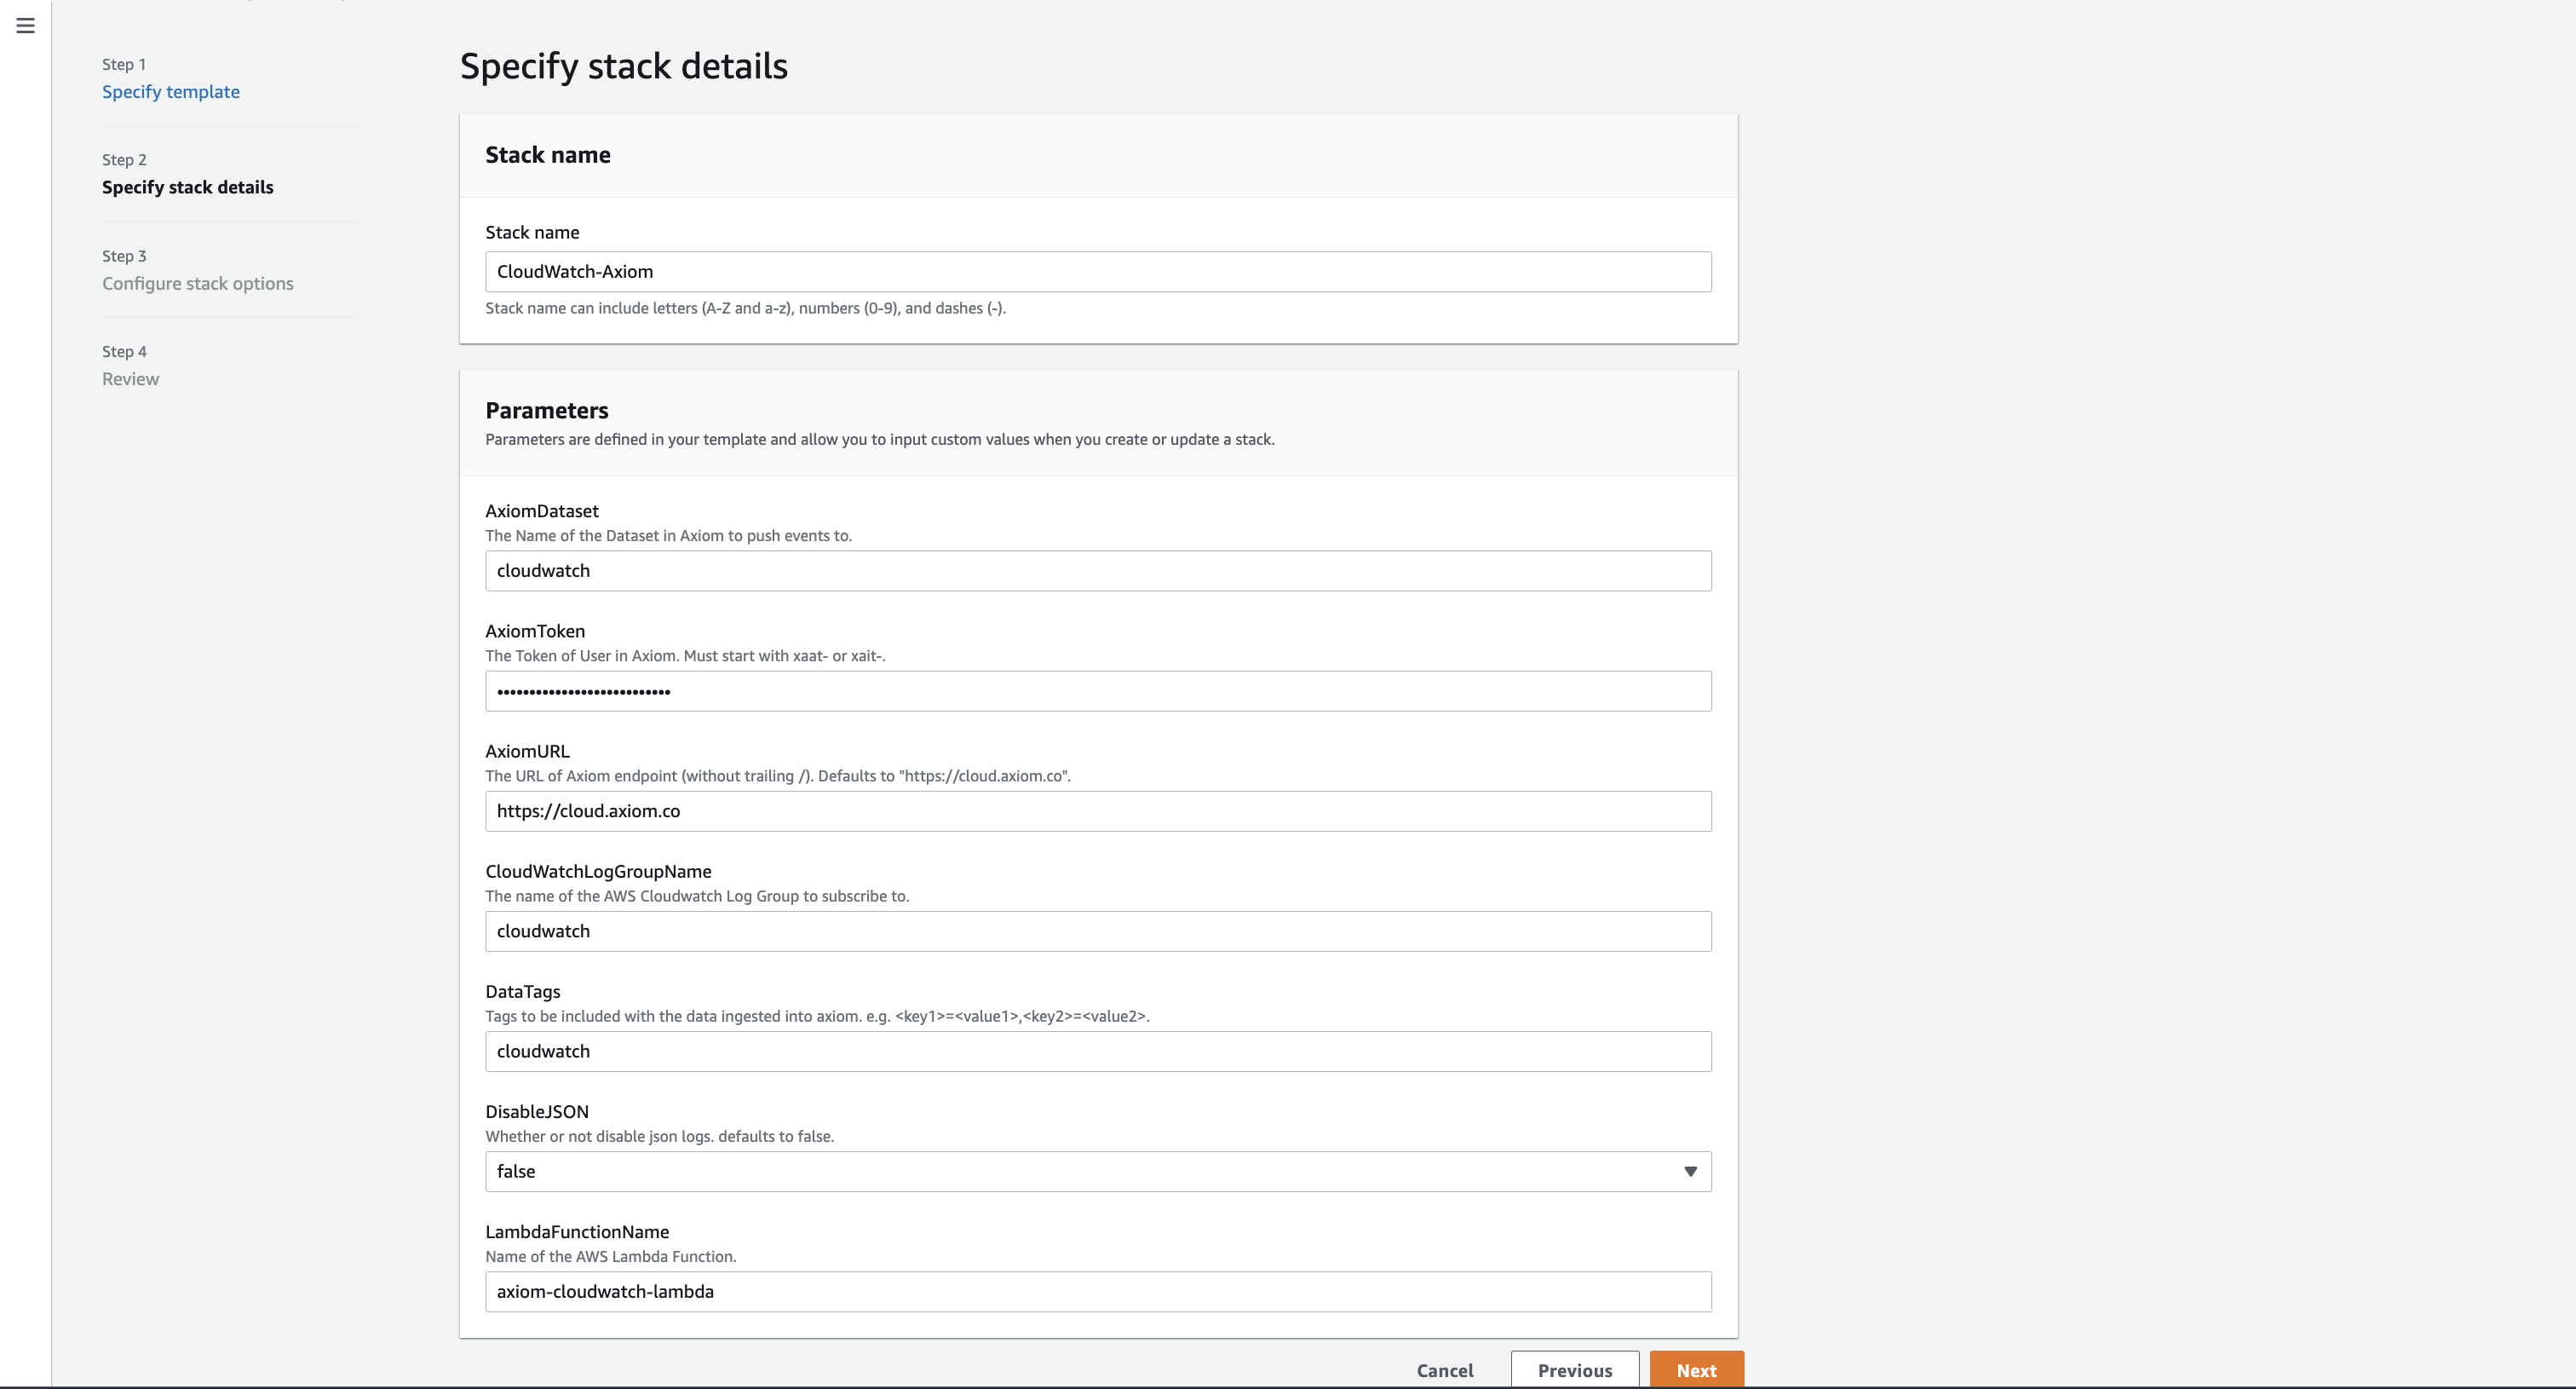 Step 1
Specify template
Step 2
Specify stack details
Step 3
Configure stack options
Step 4
Review
Specify stack details
Stack name
Stack name
CloudWatch-Axiom
Stack name can include letters (A-Z and a-z), numbers (0-9), and dashes (-).
Parameters
Parameters are defined in your template and allow you to input custom values when you create or update a stack.
AxiomDataset
The Name of the Dataset in Axiom to push events to.
cloudwatch
AxiomToken
The Token of User in Axiom. Must start with xaat- or xait-.
•••••••••••••••••••••••••••
AxiomURL
The URL of Axiom endpoint (without trailing /). Defaults to "https://cloud.axiom.co".
https://cloud.axiom.co
CloudWatchLogGroupName
The name of the AWS Cloudwatch Log Group to subscribe to.
cloudwatch
DataTags
Tags to be included with the data ingested into axiom. e.g. <key1>=<value1>,<key2>=<value2>.
cloudwatch
DisableJSON
Whether or not disable json logs. defaults to false.
false
LambdaFunctionName
Name of the AWS Lambda Function.
axiom-cloudwatch-lambda
Cancel
Previous
Next